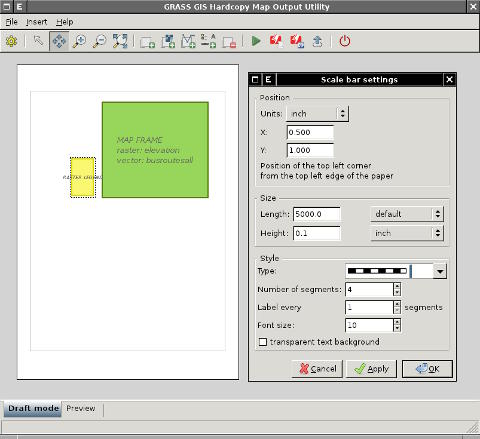 GRASS GIS Hardcopy Map Output Utility
File Insert Help
MAP FRAME
raster: elevation
vector: busroutesall
RASTER LEGEND
Scale bar settings
Position
Units: inch
X: 0.500
Y: 1.000
Position of the top left corner
from the top left edge of the paper
Size
Length: 5000.0 default
Height: 0.1 inch
Style
Type:
Number of segments: 4
Label every 1 segments
Font size: 10
transparent text background
Cancel Apply OK
Draft mode Preview